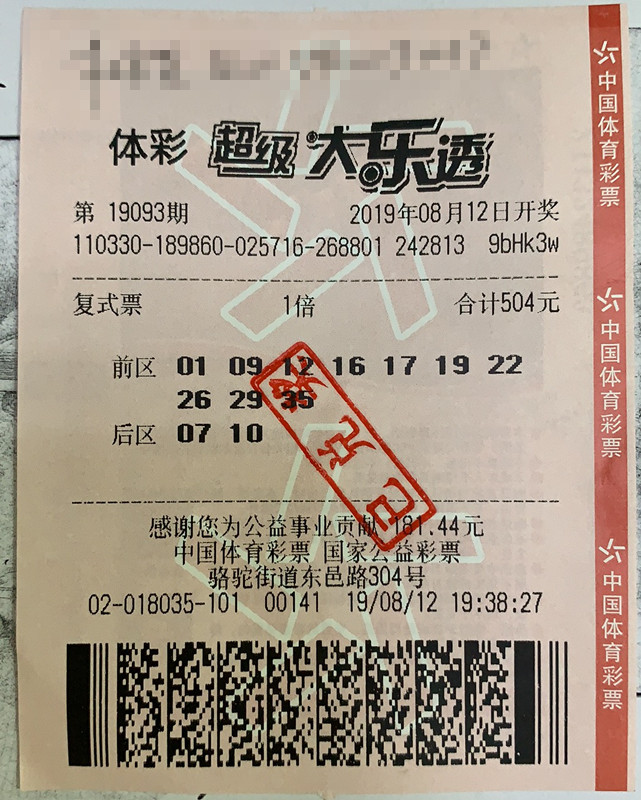 体彩 超级大乐透
第 19093期 2019年08月12日开奖
110330-189860-025716-268801 242813 9bHk3w
复式票 1倍 合计504元
前区 01 09 12 16 17 19 22
26 29 35
后区 07 10
已兑奖
感谢您为公益事业贡献 181.44元
中国体育彩票 国家公益彩票
骆驼街道东邑路304号
02-018035-101 00141 19/08/12 19:38:27
中国体育彩票
中国体育彩票
中国体育彩票